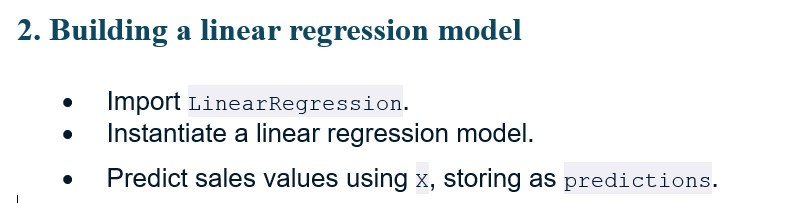 2. Building a linear regression model
• Import LinearRegression.
• Instantiate a linear regression model.
• Predict sales values using X, storing as predictions.